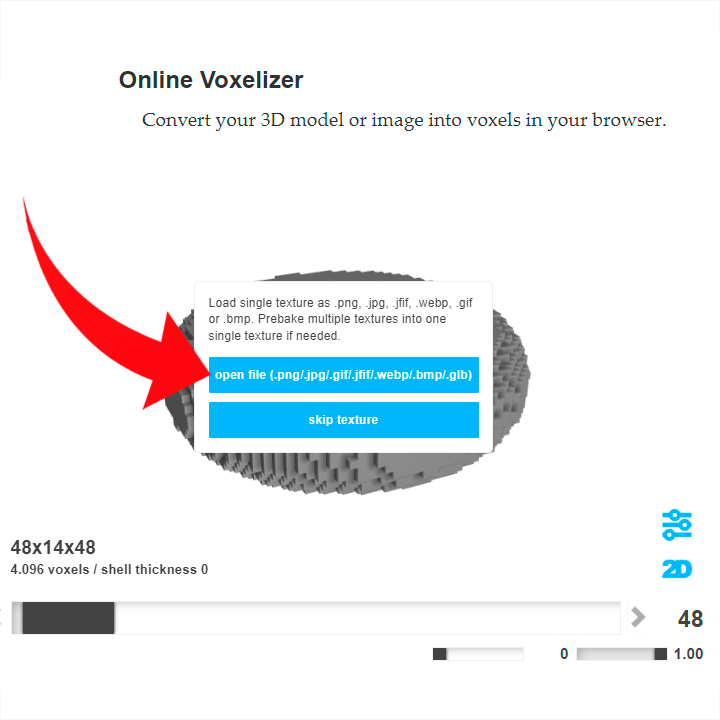 Online Voxelizer
Convert your 3D model or image into voxels in your browser.
Load single texture as .png, .jpg, .jfif, .webp, .gif
or .bmp. Prebake multiple textures into one
single texture if needed.
open file (.png/.jpg/.gif/.jfif/.webp/.bmp/.glb)
skip texture
48x14x48
4.096 voxels / shell thickness 0
2D
48
0
1.00